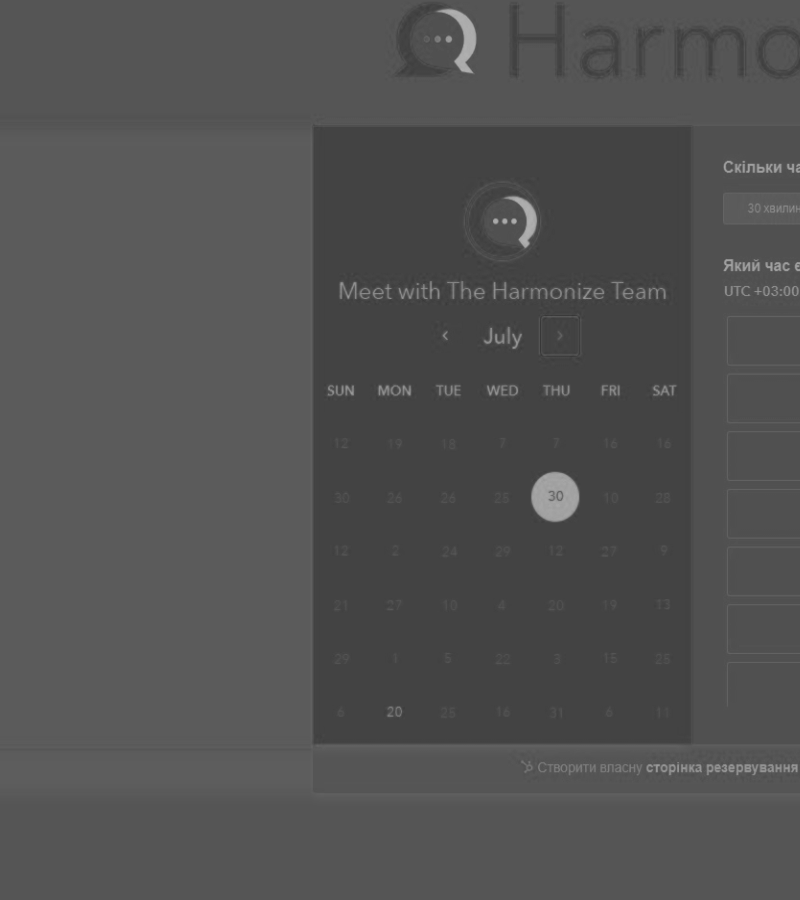 Harmo
Скільки ча
30 хвилин
Який час є
UTC +03:00
Meet with The Harmonize Team
July
SUN MON TUE WED THU FRI SAT
12 19 18 7 7 16 16
30 26 26 25 30 10 28
12 2 24 29 12 27 9
21 27 10 4 20 19 13
29 1 5 22 3 15 25
6 20 25 16 31 6 11
Створити власну сторінка резервування